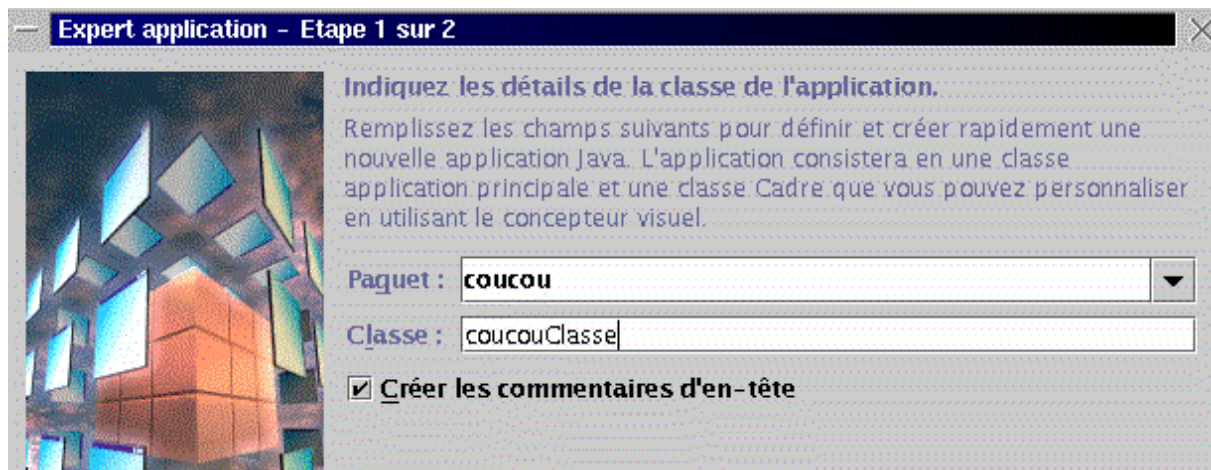 Expert application - Etape 1 sur 2
Indiquez les détails de la classe de l'application.
Remplissez les champs suivants pour définir et créer rapidement une
nouvelle application Java. L'application consistera en une classe
application principale et une classe Cadre que vous pouvez personnaliser
en utilisant le concepteur visuel.
Paquet : coucou
Classe : coucouClasse
Créer les commentaires d'en-tête